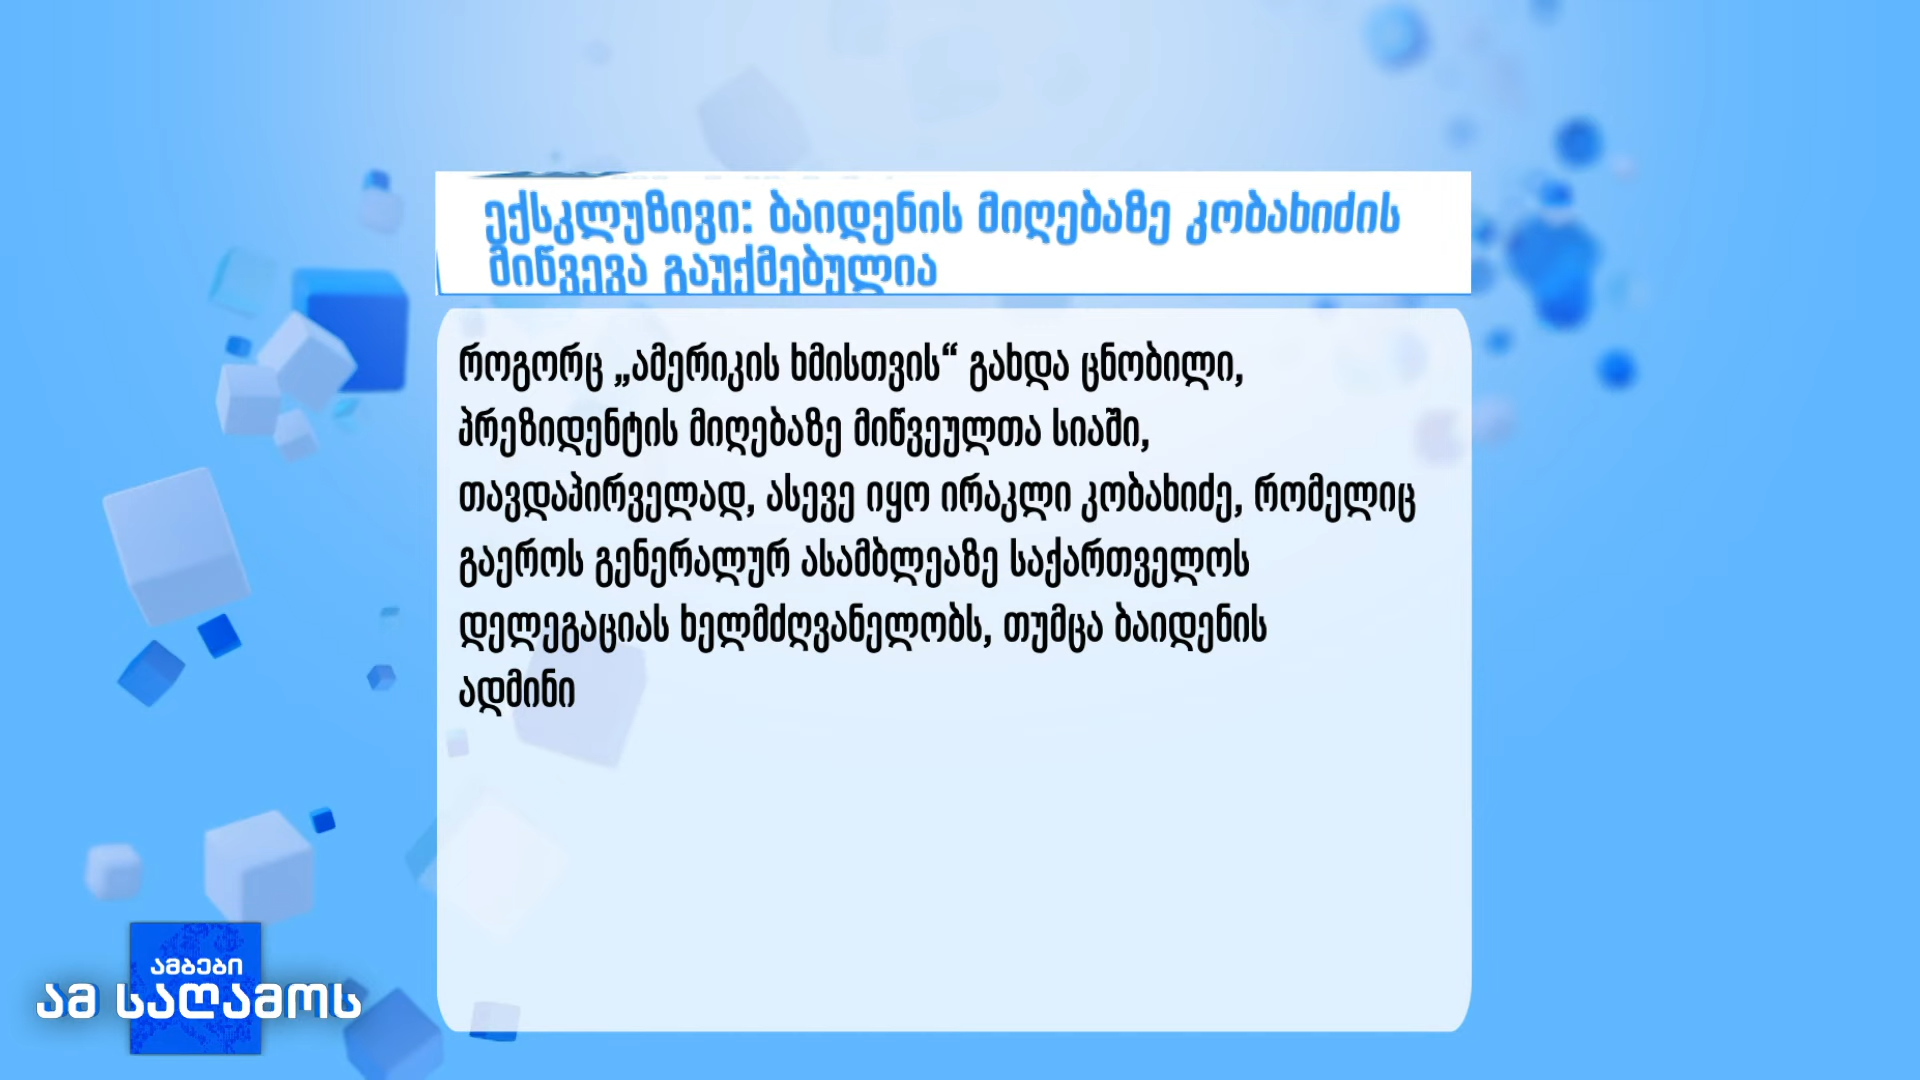 ექსკლუზივი: ბაიდენის მიღებაზე კობახიძის
მიწვევა გაუქმებულია
როგორც „ამერიკის ხმისთვის“ გახდა ცნობილი,
პრეზიდენტის მიღებაზე მიწვეულთა სიაში,
თავდაპირველად, ასევე იყო ირაკლი კობახიძე, რომელიც
გაეროს გენერალურ ასამბლეაზე საქართველოს
დელეგაციას ხელმძღვანელობს, თუმცა ბაიდენის
ადმინი
ამბები
ამ საღამოს